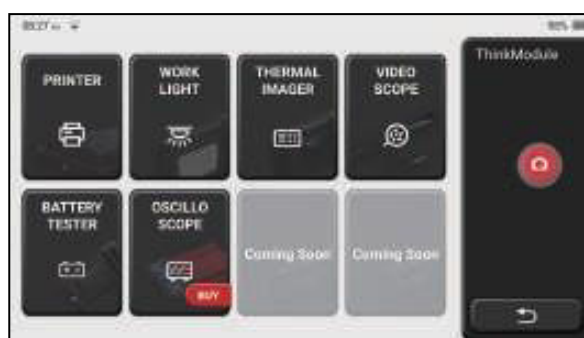 PRINTER
WORK
LIGHT
THERMAL
IMAGER
VIDEO
SCOPE
ThinkModule
BATTERY
TESTER
OSCILLO
SCOPE
BUY
Coming Soon
Coming Soon